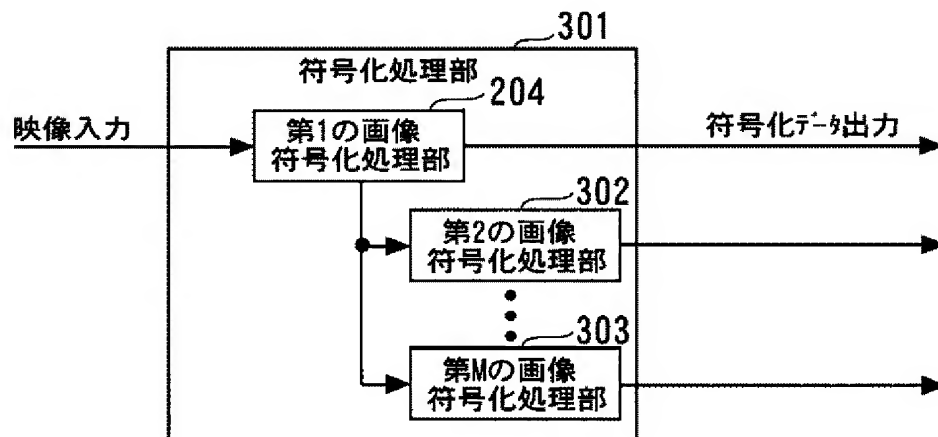 301
符号化処理部
204
映像入力
第1の画像
符号化処理部
符号化ﾃﾞｰﾀ出力
302
第2の画像
符号化処理部
303
第Mの画像
符号化処理部